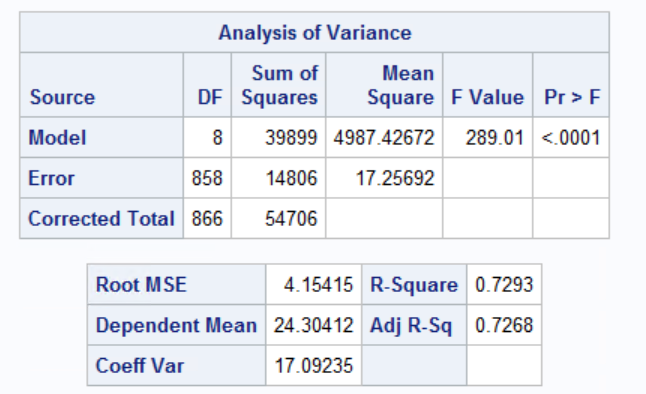 Analysis of Variance
Source DF Sum of Squares Mean Square F Value Pr > F
Model 8 39899 4987.42672 289.01 <.0001
Error 858 14806 17.25692
Corrected Total 866 54706
Root MSE 4.15415 R-Square 0.7293
Dependent Mean 24.30412 Adj R-Sq 0.7268
Coeff Var 17.09235